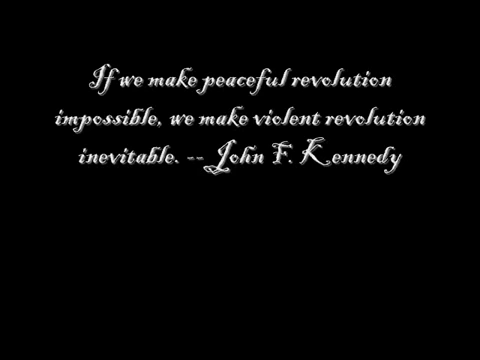 If we make peaceful revolution
impossible, we make violent revolution
inevitable. -- John F. Kennedy